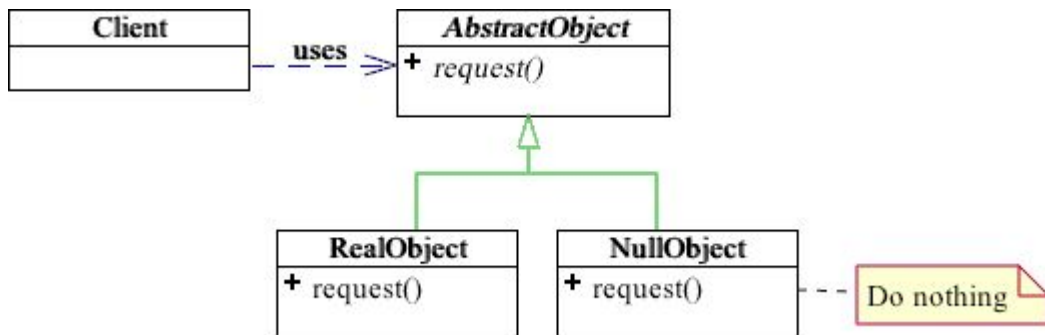 Client
uses
AbstractObject
+ request()
RealObject
+ request()
NullObject
+ request()
Do nothing